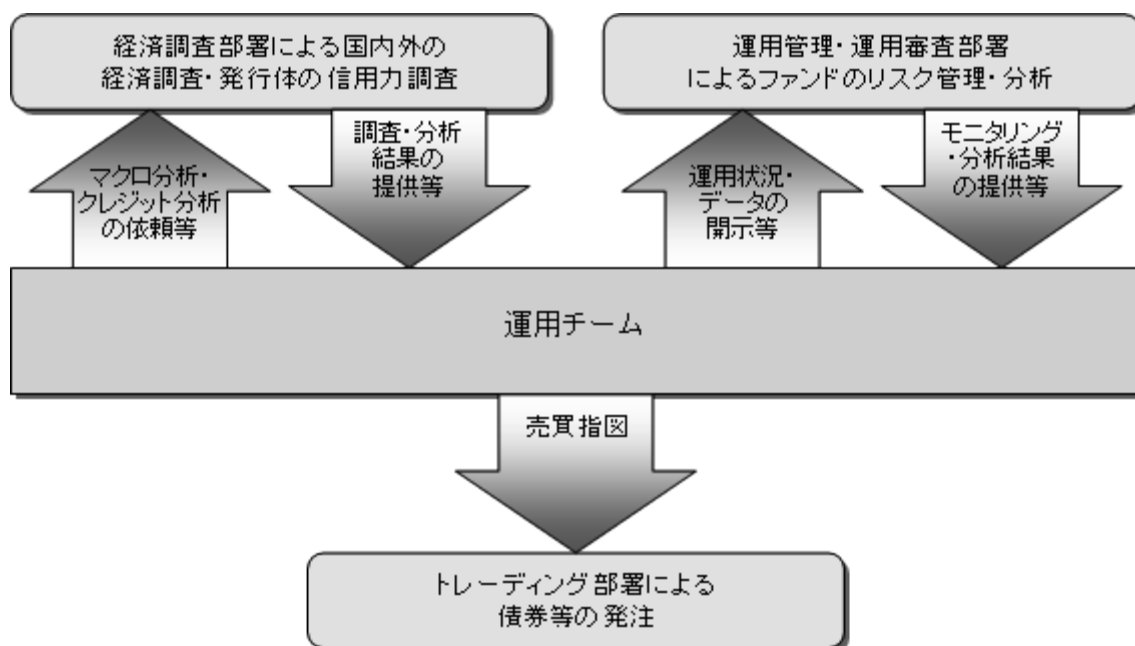 経済調査部署による国内外の
経済調査・発行体の信用力調査
運用管理・運用審査部署
によるファンドのリスク管理・分析
マクロ分析・
クレジット分析
の依頼等
調査・分析
結果の
提供等
運用状況・
データの
開示等
モニタリング
・分析結果
の提供等
運用チーム
売買指図
トレーディング部署による
債券等の発注